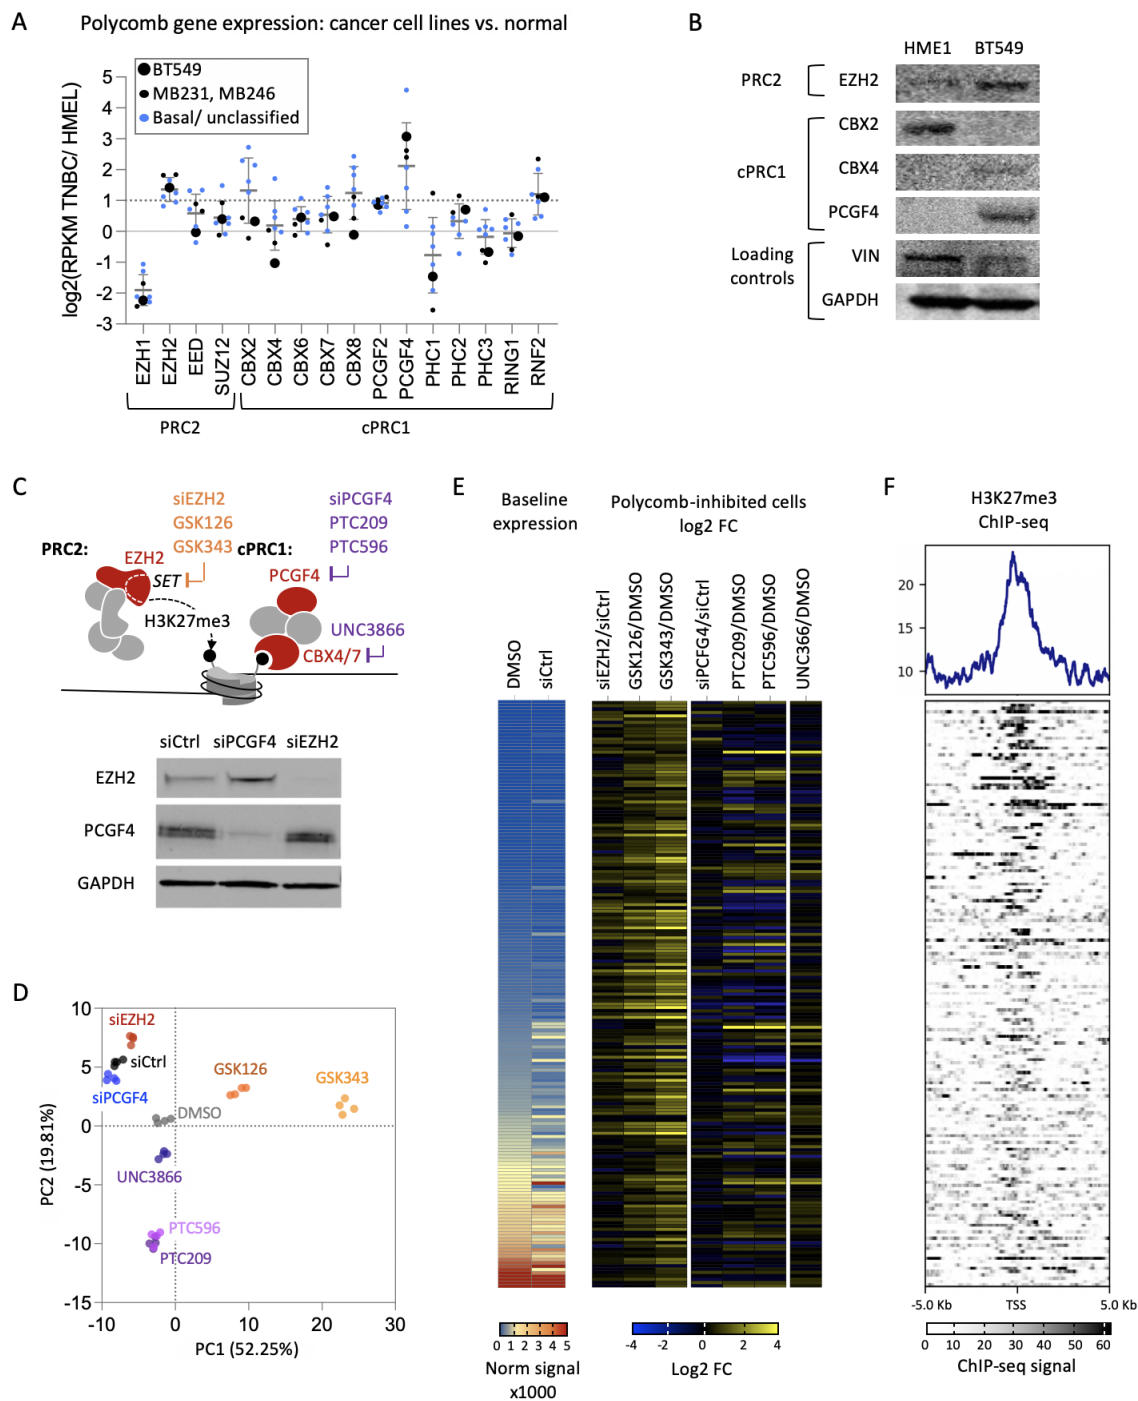 A
Polycomb gene expression: cancer cell lines vs. normal
BT549
MB231, MB246
Basal/ unclassified
log2(RPKM TNBC/ HMEL)
5
4
3
2
1
0
-1
-2
-3
EZH1
EZH2
EED
SUZ12
CBX2
CBX4
CBX6
CBX7
CBX8
PCGF2
PCGF4
PHC1
PHC2
PHC3
RING1
RNF2
PRC2
cPRC1
B
HME1 BT549
PRC2
EZH2
cPRC1
CBX2
CBX4
PCGF4
Loading
controls
VIN
GAPDH
C
siEZH2
GSK126
GSK343
siPCGF4
PTC209
PTC596
PRC2:
EZH2
SET
cPRC1:
PCGF4
H3K27me3
UNC3866
CBX4/7
siCtrl siPCGF4 siEZH2
EZH2
PCGF4
GAPDH
D
10
5
0
-5
-10
-15
PC2 (19.81%)
siEZH2
siCtrl
siPCGF4
DMSO
GSK126
GSK343
UNC3866
PTC596
PTC209
-10 0 10 20 30
PC1 (52.25%)
E
Baseline
expression
Polycomb-inhibited cells
log2 FC
DMSO
siCtrl
siEZH2/siCtrl
GSK126/DMSO
GSK343/DMSO
siPCFG4/siCtrl
PTC209/DMSO
PTC596/DMSO
UNC366/DMSO
0 1 2 3 4 5
Norm signal
x1000
-4 -2 0 2 4
Log2 FC
F
H3K27me3
ChIP-seq
20
15
10
-5.0 Kb TSS 5.0 Kb
0 10 20 30 40 50 60
ChIP-seq signal